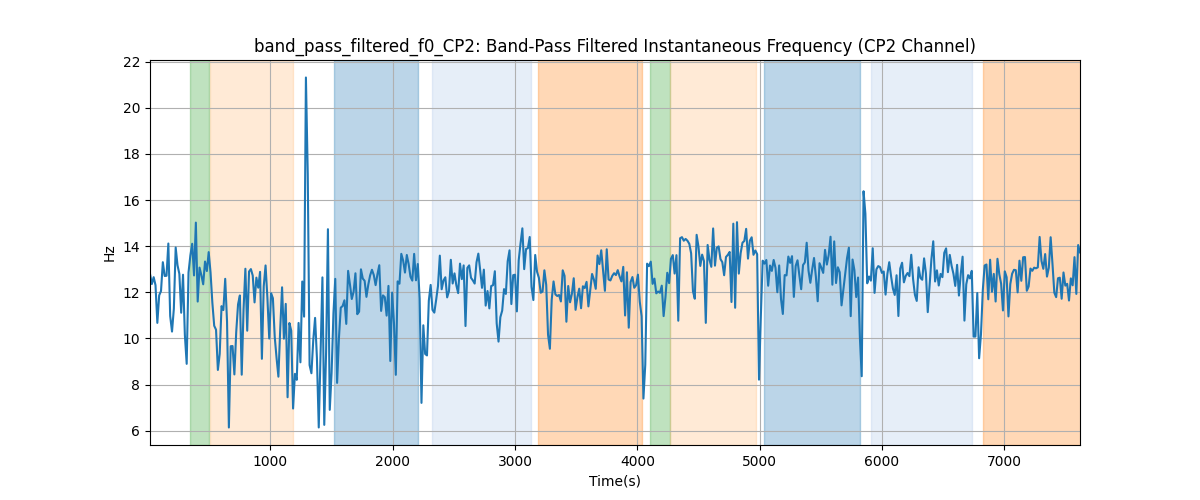 band_pass_filtered_f0_CP2: Band-Pass Filtered Instantaneous Frequency (CP2 Channel)
22
20
18
16
14
12
10
8
6
Hz
1000 2000 3000 4000 5000 6000 7000
Time(s)